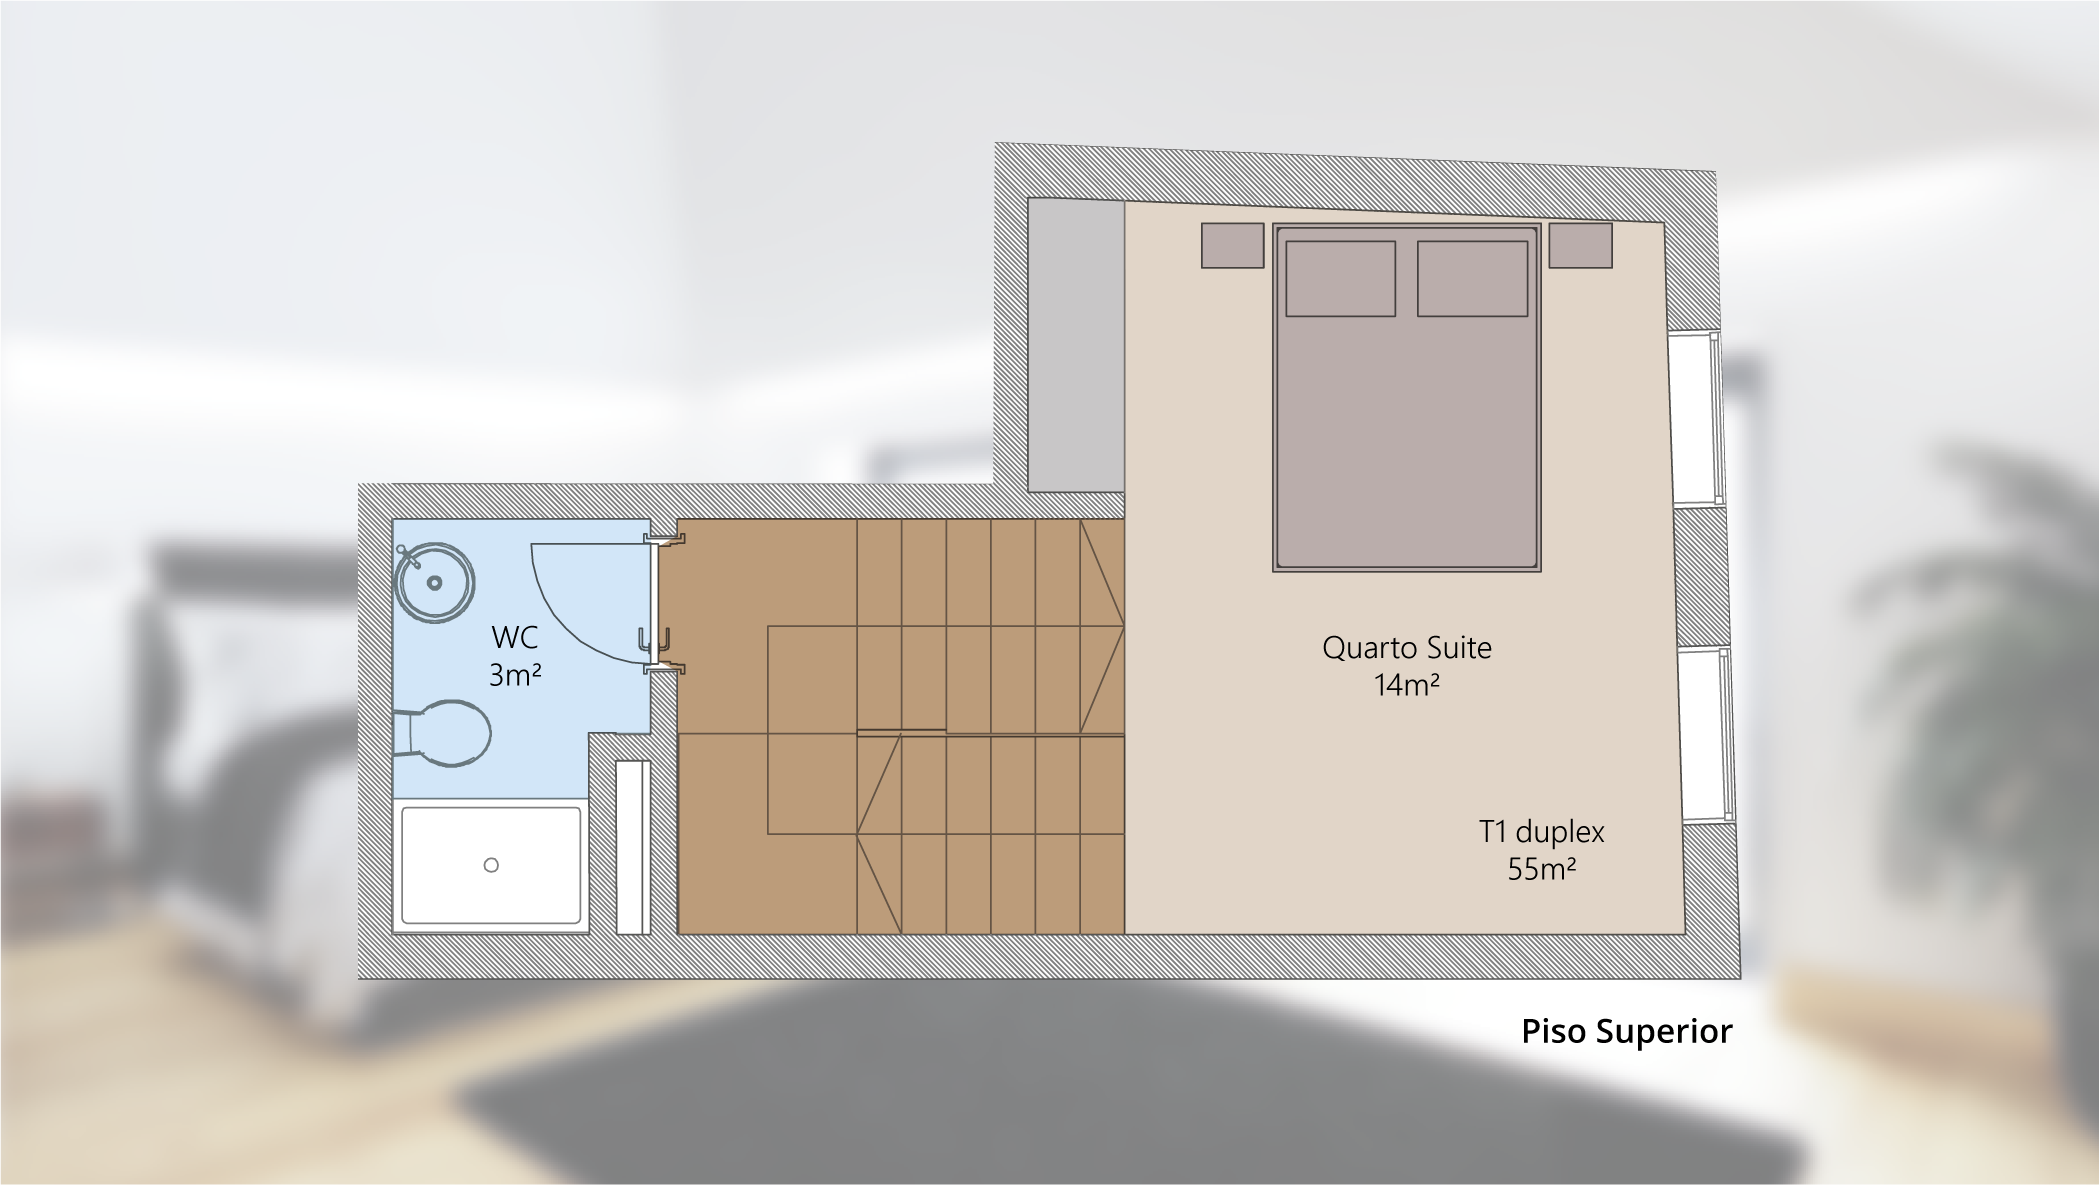 WC
3m²
Quarto Suite
14m²
T1 duplex
55m²
Piso Superior